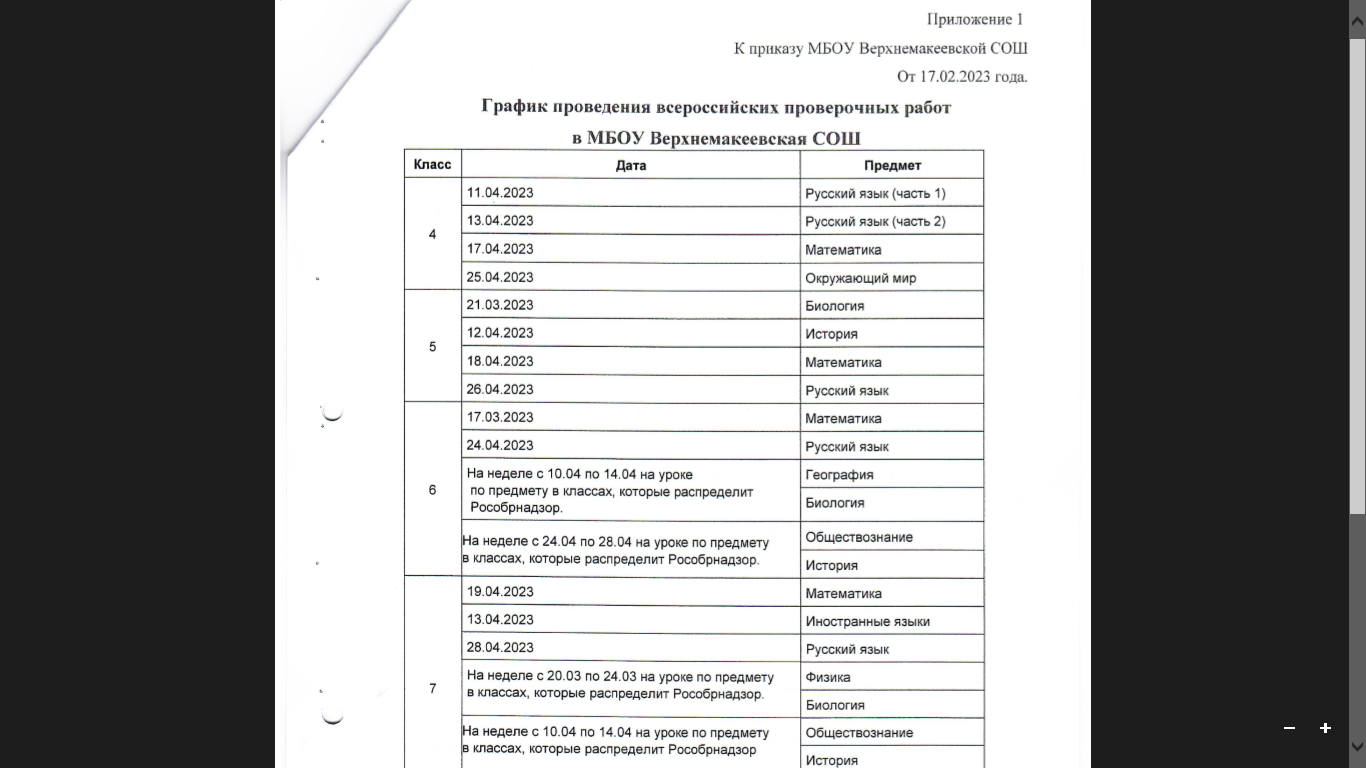 Приложение 1
К приказу МБОУ Верхнемакеевской СОШ
От 17.02.2023 года.
График проведения всероссийских проверочных работ
в МБОУ Верхнемакеевская СОШ
Класс Дата Предмет
4
11.04.2023 Русский язык (часть 1)
13.04.2023 Русский язык (часть 2)
17.04.2023 Математика
25.04.2023 Окружающий мир
5
21.03.2023 Биология
12.04.2023 История
18.04.2023 Математика
26.04.2023 Русский язык
6
17.03.2023 Математика
24.04.2023 Русский язык
На неделе с 10.04 по 14.04 на уроке
по предмету в классах, которые распределит
Рособрнадзор.
География
Биология
На неделе с 24.04 по 28.04 на уроке по предмету
в классах, которые распределит Рособрнадзор.
Обществознание
История
7
19.04.2023 Математика
13.04.2023 Иностранные языки
28.04.2023 Русский язык
На неделе с 20.03 по 24.03 на уроке по предмету
в классах, которые распределит Рособрнадзор.
Физика
Биология
На неделе с 10.04 по 14.04 на уроке по предмету
в классах, которые распределит Рособрнадзор
Обществознание
История